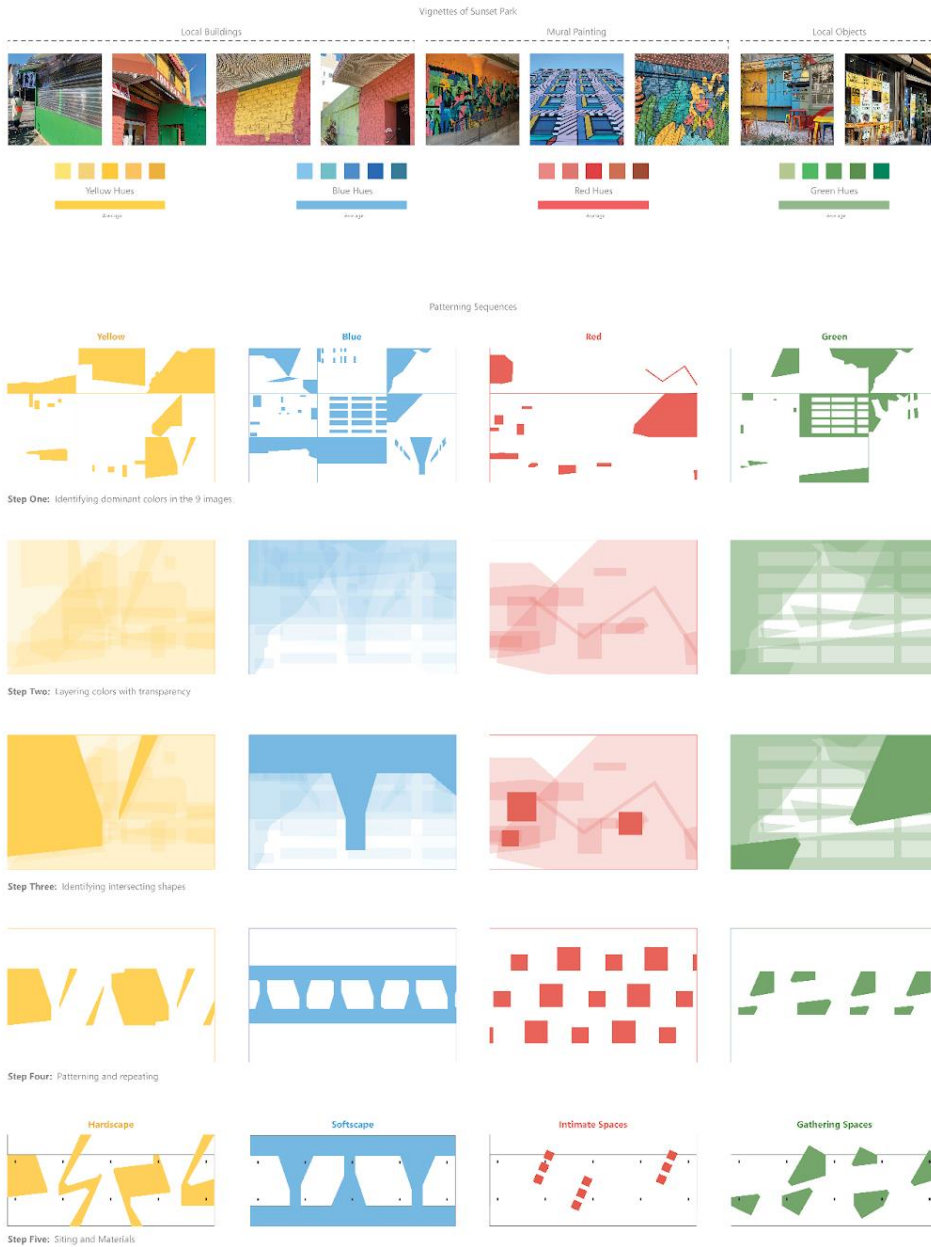 Vignettes of Sunset Park
Local Buildings
Mural Painting
Local Objects
Yellow Hues
Blue Hues
Red Hues
Green Hues
Average
Average
Average
Average
Patterning Sequences
Yellow
Blue
Red
Green
Step One: Identifying dominant colors in the 9 images
Step Two: Layering colors with transparency
Step Three: Identifying intersecting shapes
Step Four: Patterning and repeating
Hardscape
Softscape
Intimate Spaces
Gathering Spaces
Step Five: Siting and Materials